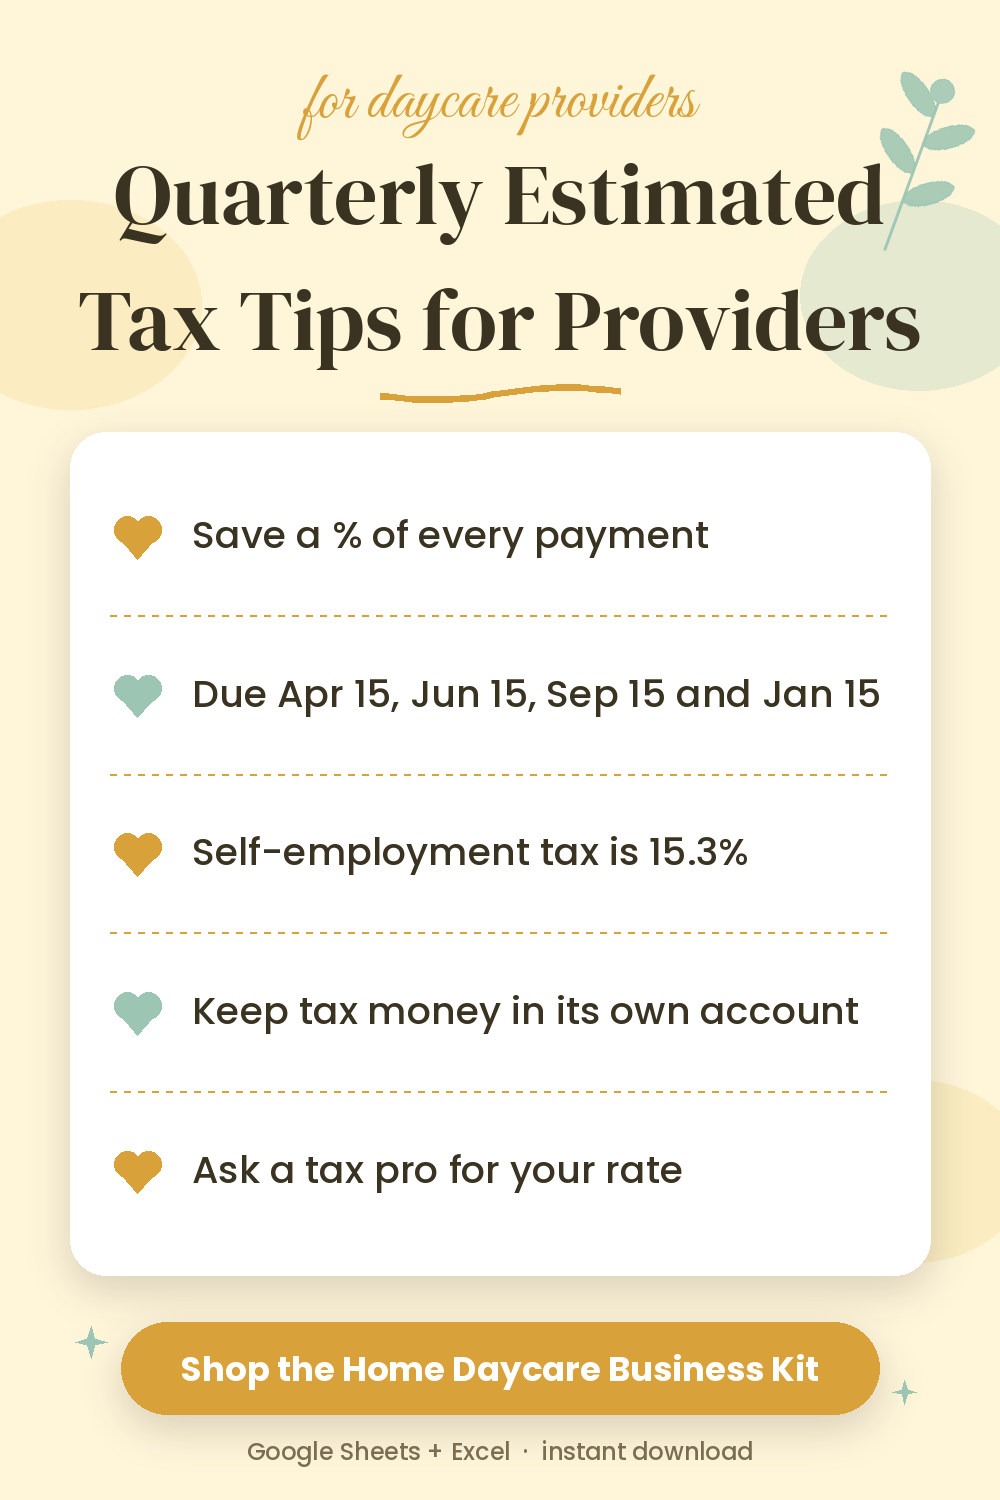 for daycare providers
Quarterly Estimated
Tax Tips for Providers
Save a % of every payment
Due Apr 15, Jun 15, Sep 15 and Jan 15
Self-employment tax is 15.3%
Keep tax money in its own account
Ask a tax pro for your rate
Shop the Home Daycare Business Kit
Google Sheets + Excel · instant download